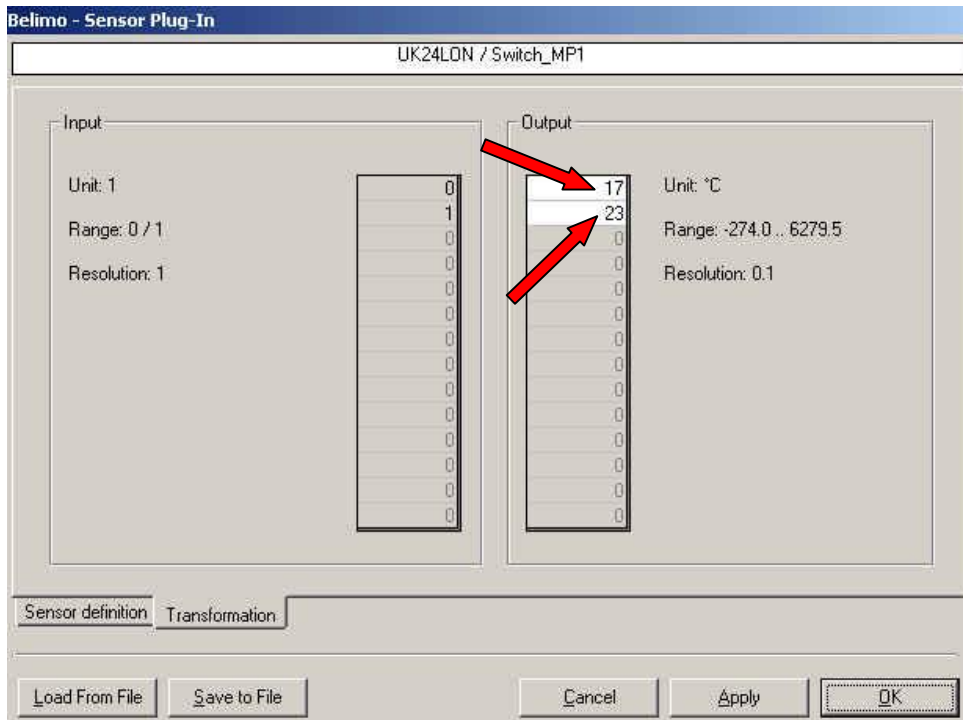 Belimo - Sensor Plug-In
UK24LON / Switch_MP1
Input
Unit: 1
Range: 0 / 1
Resolution: 1
0
1
0
0
0
0
0
0
0
0
0
0
0
0
Output
17
23
0
0
0
0
0
0
0
0
0
0
0
0
Unit: °C
Range: -274.0 .. 6279.5
Resolution: 0.1
Sensor definition
Transformation
Load From File
Save to File
Cancel
Apply
OK